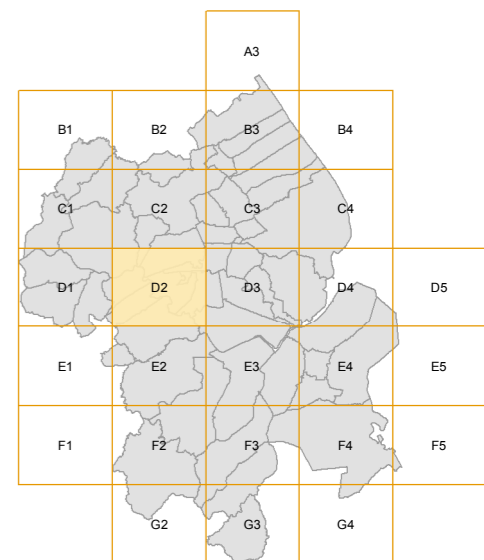 A3
B1 B2 B3 B4
C1 C2 C3 C4
D1 D2 D3 D4 D5
E1 E2 E3 E4 E5
F1 F2 F3 F4 F5
G2 G3 G4